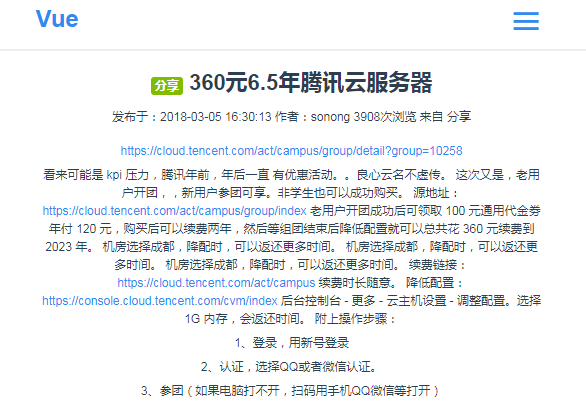 Vue
分享 360元6.5年腾讯云服务器
发布于：2018-03-05 16:30:13 作者：sonong 3908次浏览 来自 分享
https://cloud.tencent.com/act/campus/group/detail?group=10258
看来可能是 kpi 压力，腾讯年前，年后一直 有优惠活动。。良心云名不虚传。 这次又是，老用
户开团，，新用户参团可享。非学生也可以成功购买。 源地址：
https://cloud.tencent.com/act/campus/group/index 老用户开团成功后可领取 100 元通用代金券
年付 120 元，购买后可以续费两年，然后等组团结束后降低配置就可以总共花 360 元续费到
2023 年。 机房选择成都，降配时，可以返还更多时间。 机房选择成都，降配时，可以返还更
多时间。 机房选择成都，降配时，可以返还更多时间。 续费链接：
https://cloud.tencent.com/act/campus 续费时长随意。 降低配置：
https://console.cloud.tencent.com/cvm/index 后台控制台 - 更多 - 云主机设置 - 调整配置。选择
1G 内存，会返还时间。 附上操作步骤：
1、登录，用新号登录
2、认证，选择QQ或者微信认证。
3、参团（如果电脑打不开，扫码用手机QQ微信等打开）